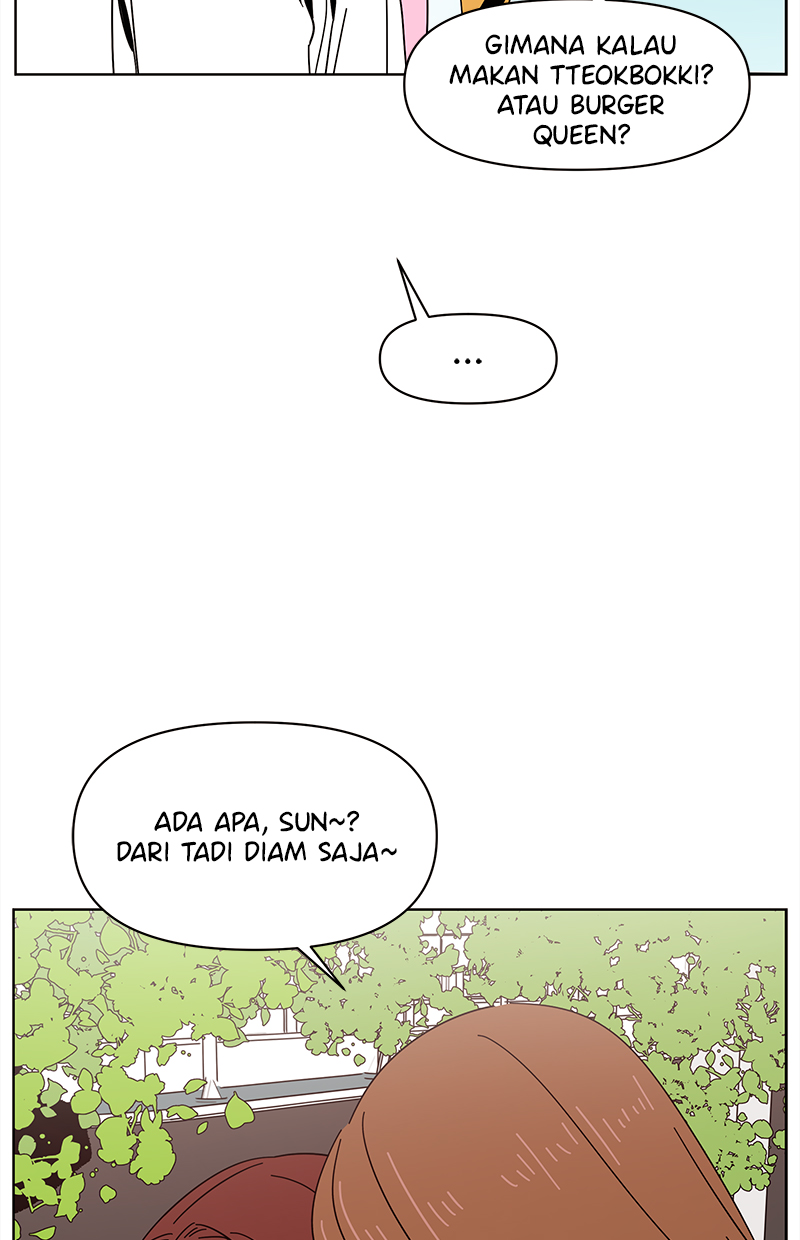 GIMANA KALAU
MAKAN TTEOKBOKKI?
ATAU BURGER
QUEEN?
...
ADA APA, SUN~?
DARI TADI DIAM SAJA~